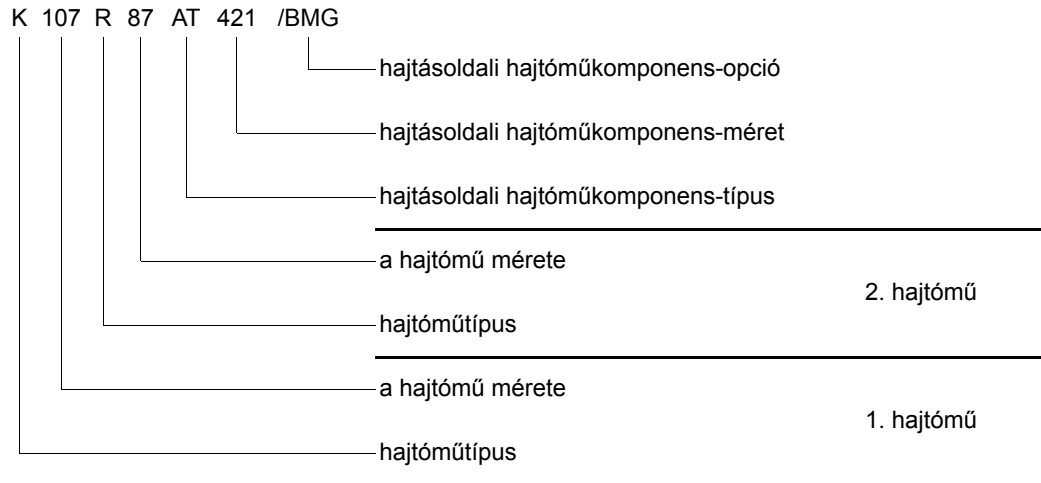 K 107 R 87 AT 421 /BMG
hajtásoldali hajtóműkomponens-opció
hajtásoldali hajtóműkomponens-méret
hajtásoldali hajtóműkomponens-típus
a hajtómű mérete
2. hajtómű
hajtóműtípus
a hajtómű mérete
1. hajtómű
hajtóműtípus